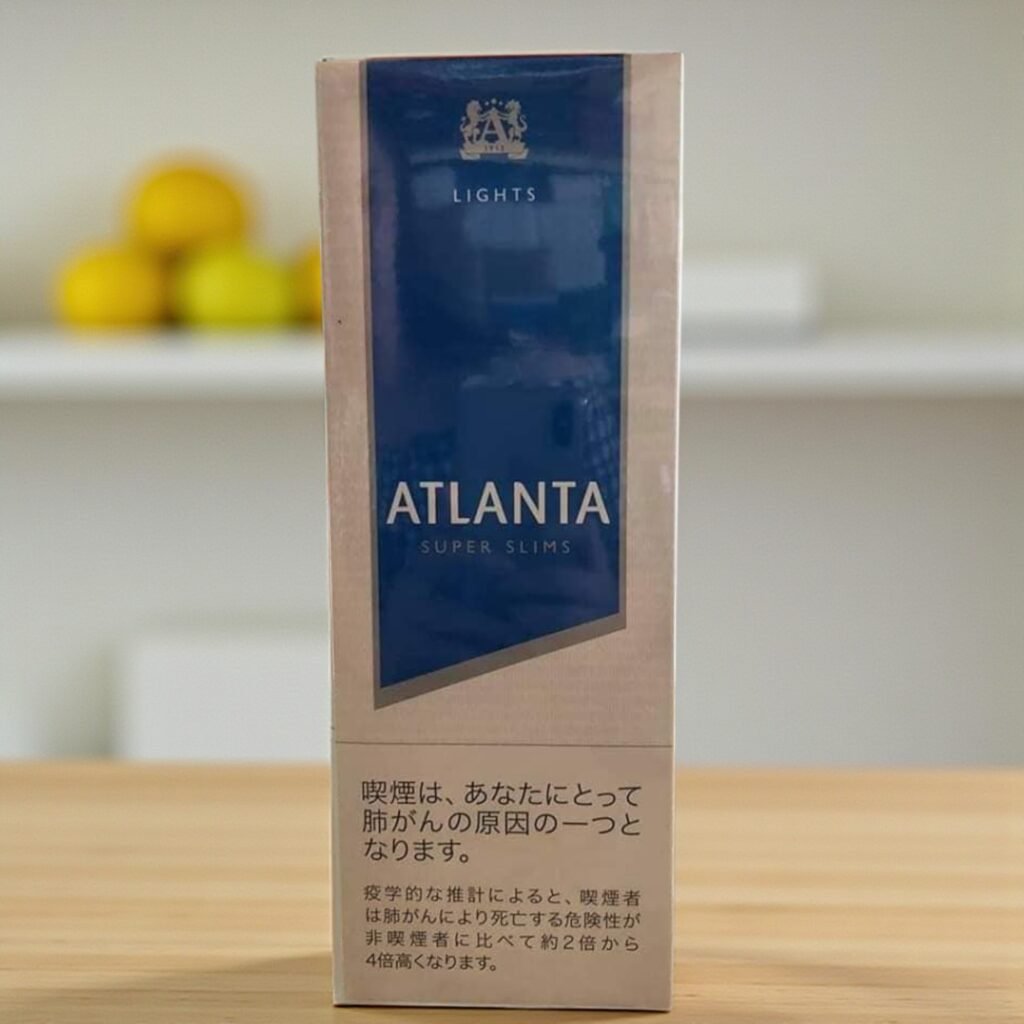 A
LIGHTS
ATLANTA
SUPER SLIMS
喫煙は、あなたにとって
肺がんの原因の一つと
なります。
疫学的な推計によると、喫煙者
は肺がんにより死亡する危険性が
非喫煙者に比べて約2倍から
4倍高くなります。